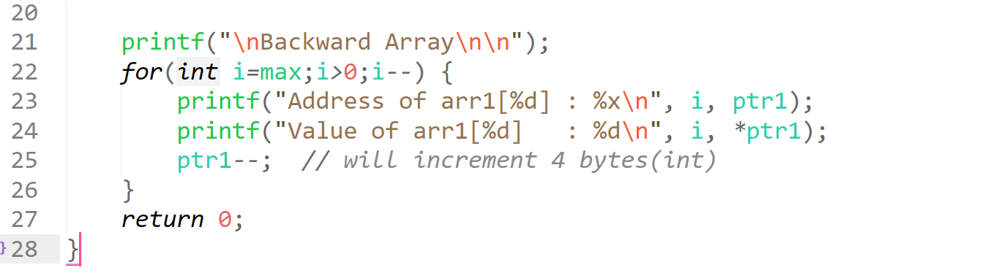 20
21     printf("\nBackward Array\n\n");
22     for(int i=max;i>0;i--) {
23         printf("Address of arr1[%d] : %x\n", i, ptr1);
24         printf("Value of arr1[%d]   : %d\n", i, *ptr1);
25         ptr1--;  // will increment 4 bytes(int)
26     }
27     return 0;
} 28 }